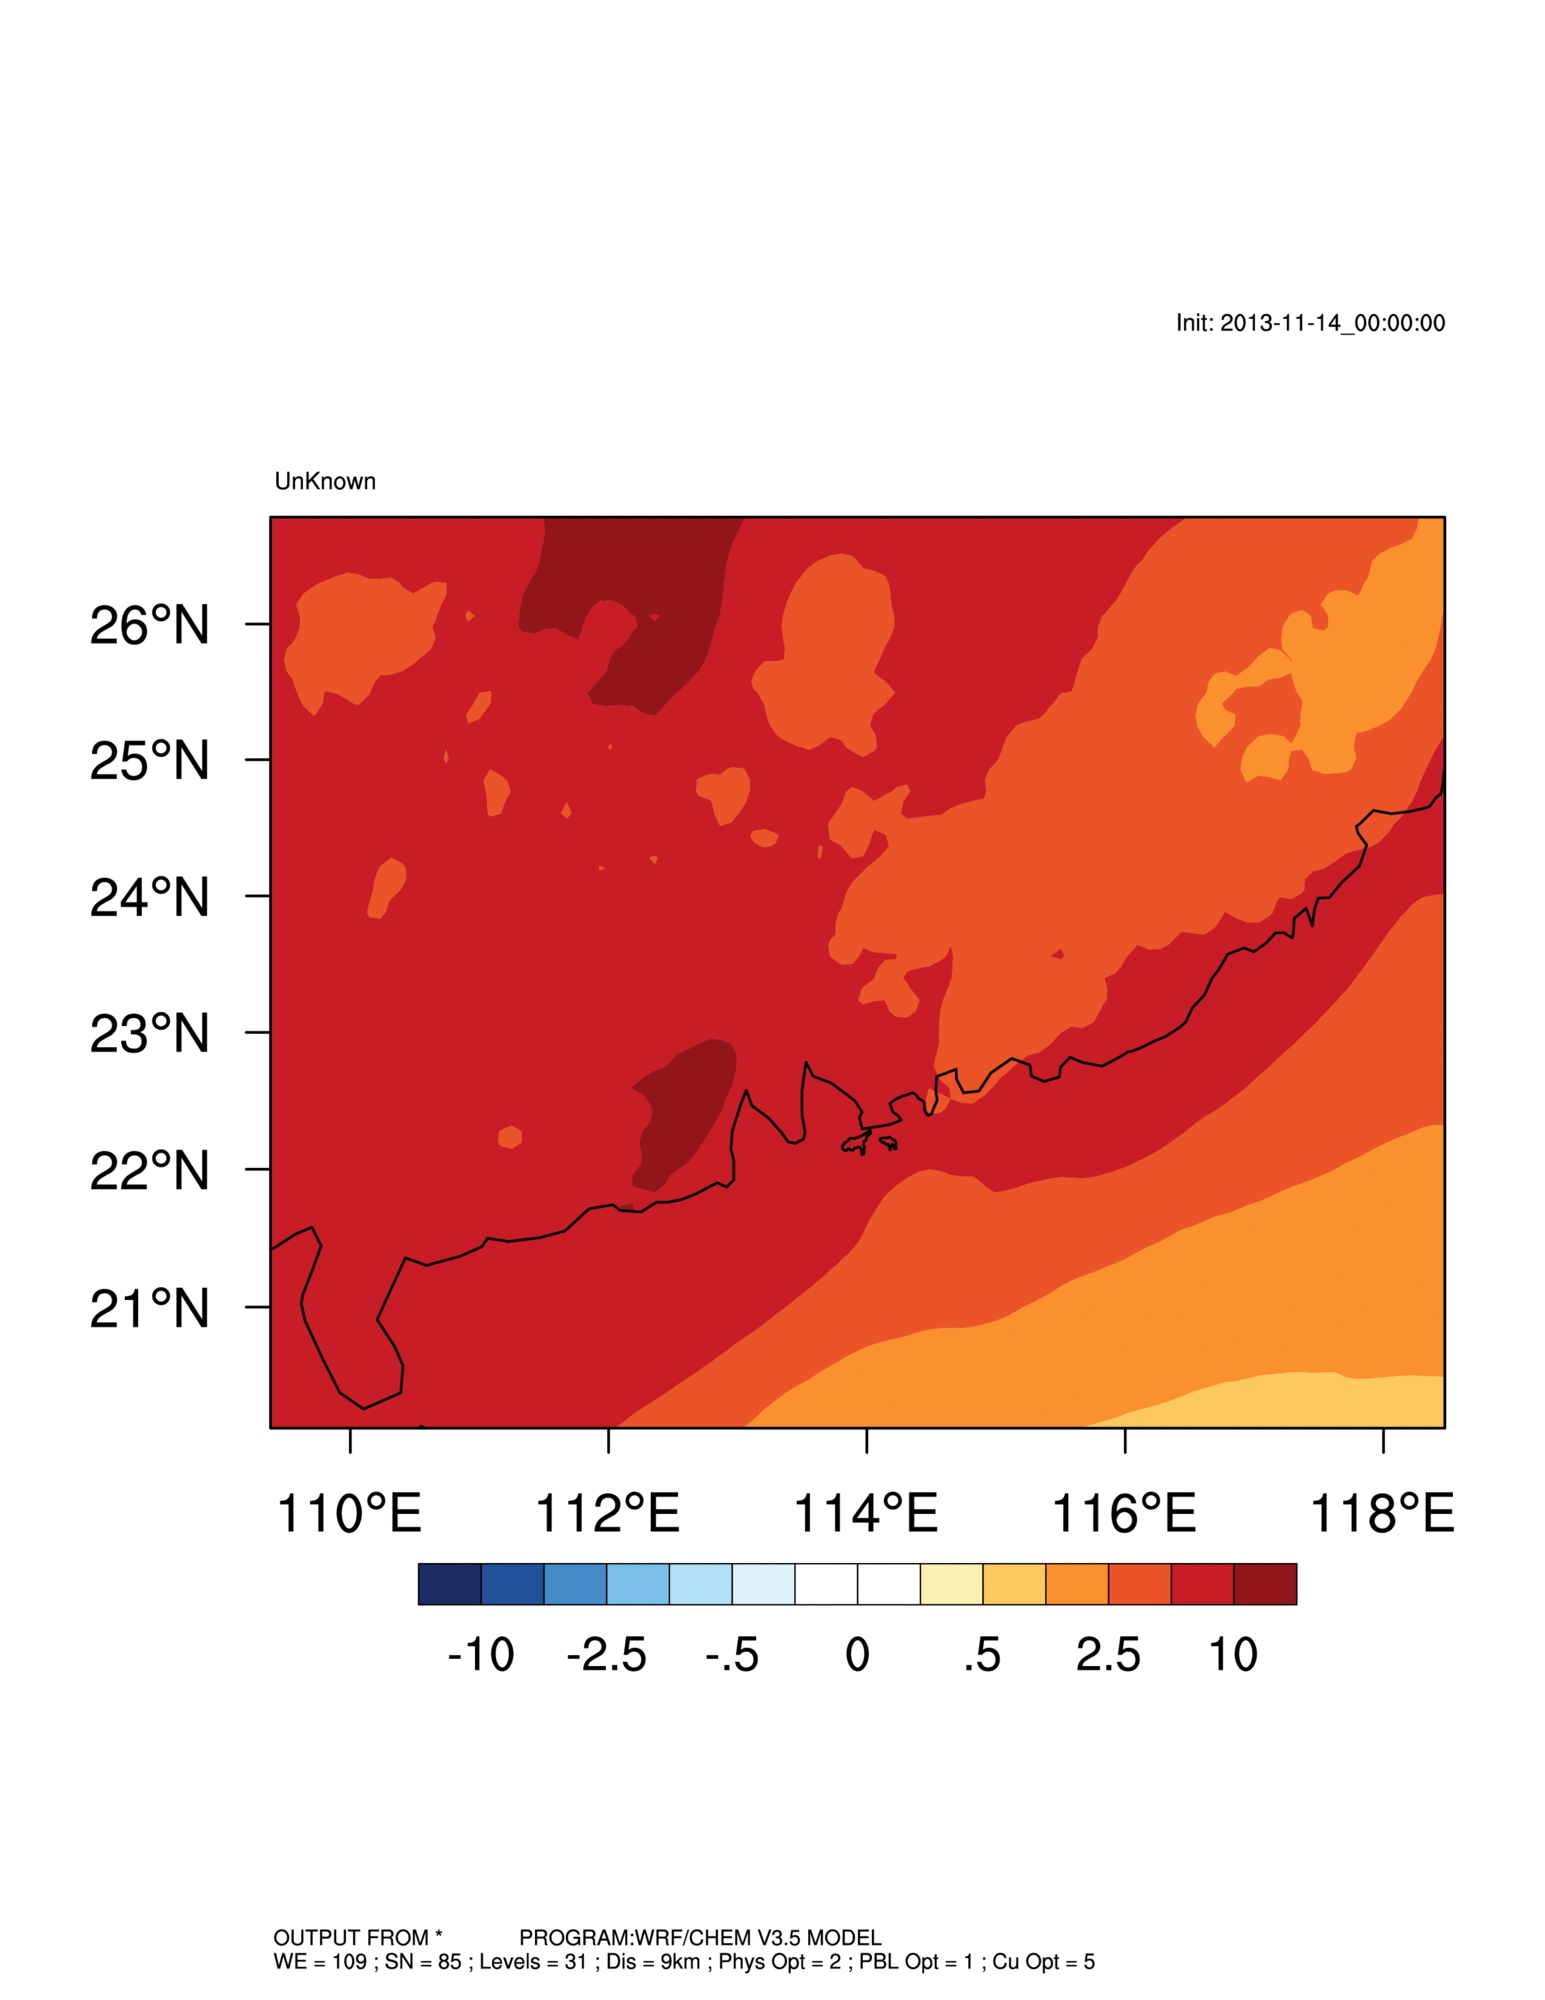 Init: 2013-11-14_00:00:00
UnKnown
26°N
25°N
24°N
23°N
22°N
21°N
110°E 112°E 114°E 116°E 118°E
-10 -2.5 -.5 0 .5 2.5 10
OUTPUT FROM * PROGRAM:WRF/CHEM V3.5 MODEL
WE = 109 ; SN = 85 ; Levels = 31 ; Dis = 9km ; Phys Opt = 2 ; PBL Opt = 1 ; Cu Opt = 5